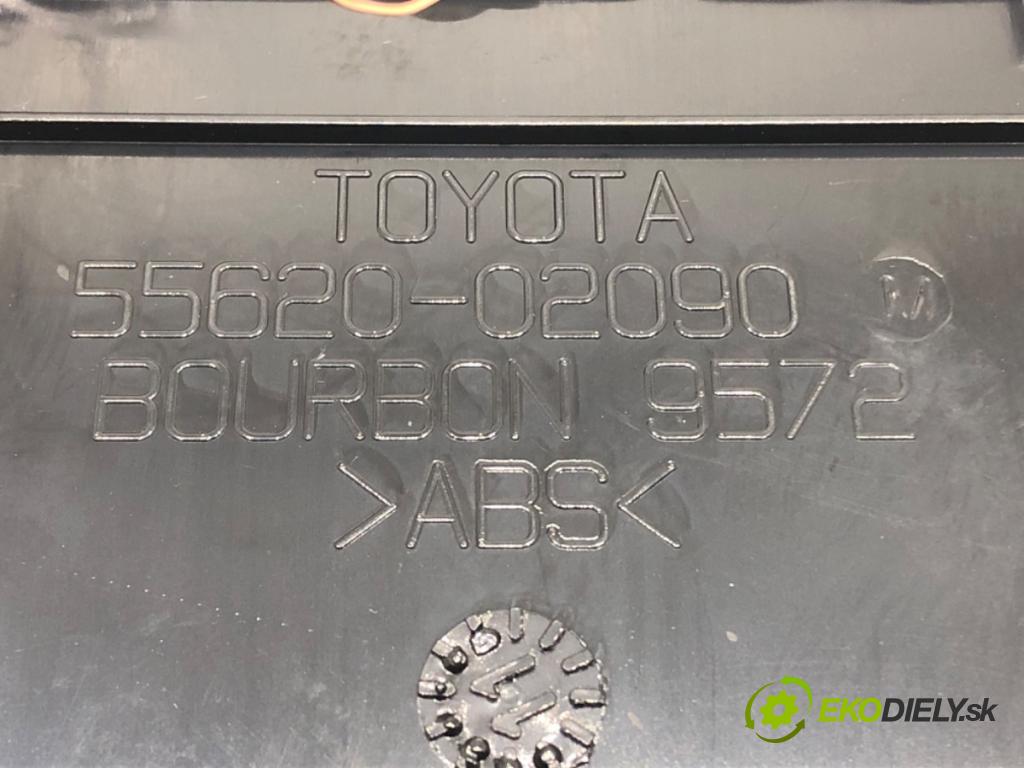 TOYOTA
55620-02090
M
BOURBON 9572
>ABS<
EKODIELY.sk